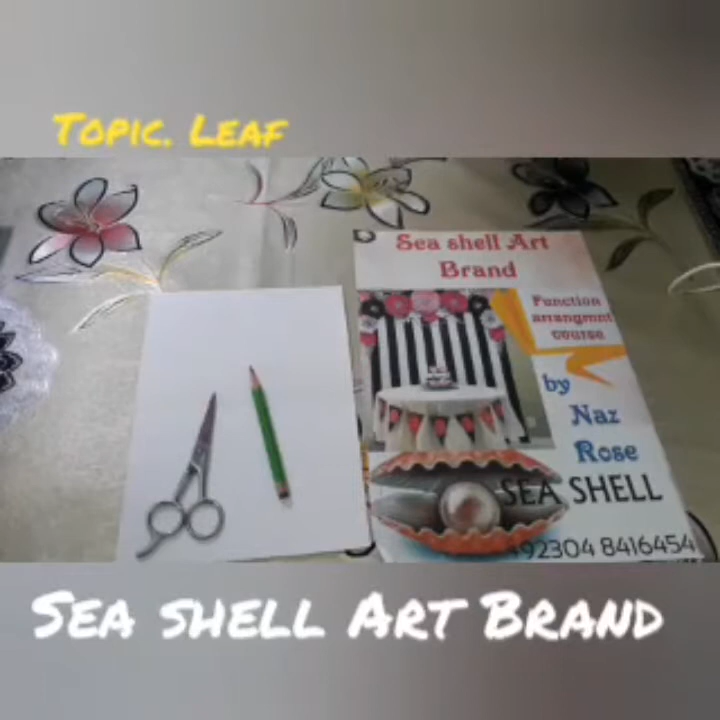 Topic. Leaf
Sea shell Art
Brand
Function
arrangmnt
course
by
Naz
Rose
SEA SHELL
+92304 8416454
Sea shell Art Brand